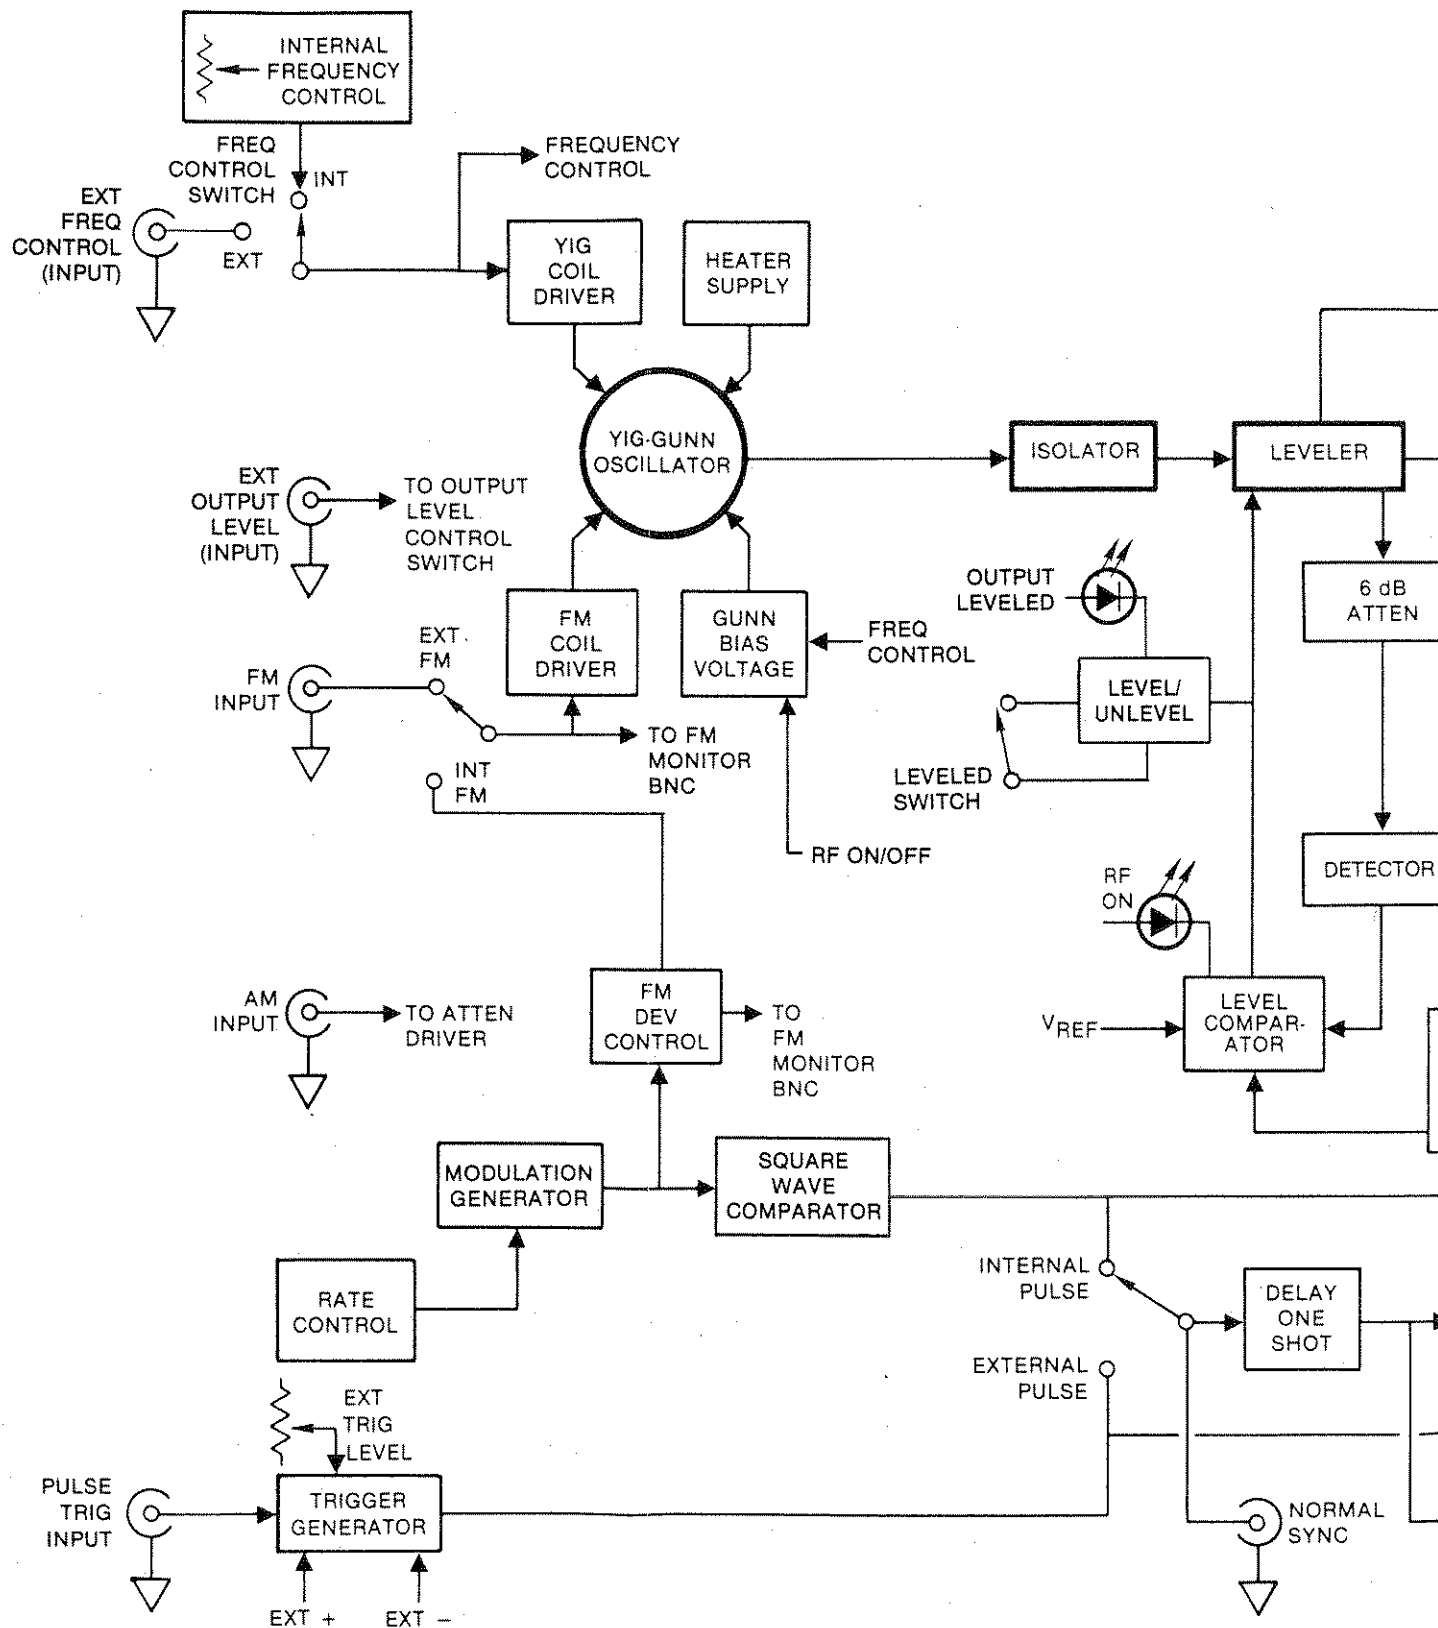 INTERNAL
FREQUENCY
CONTROL
FREQ
CONTROL
SWITCH
INT
FREQUENCY
CONTROL
EXT
FREQ
CONTROL
(INPUT)
EXT
YIG
COIL
DRIVER
HEATER
SUPPLY
YIG-GUNN
OSCILLATOR
ISOLATOR
LEVELER
EXT
OUTPUT
LEVEL
(INPUT)
TO OUTPUT
LEVEL
CONTROL
SWITCH
OUTPUT
LEVELED
6 dB
ATTEN
FM
COIL
DRIVER
GUNN
BIAS
VOLTAGE
FREQ
CONTROL
EXT
FM
FM
INPUT
LEVEL/
UNLEVEL
TO FM
MONITOR
BNC
INT
FM
LEVELED
SWITCH
RF ON/OFF
RF
ON
DETECTOR
AM
INPUT
TO ATTEN
DRIVER
FM
DEV
CONTROL
TO
FM
MONITOR
BNC
VREF
LEVEL
COMPAR-
ATOR
MODULATION
GENERATOR
SQUARE
WAVE
COMPARATOR
RATE
CONTROL
INTERNAL
PULSE
DELAY
ONE
SHOT
EXTERNAL
PULSE
EXT
TRIG
LEVEL
PULSE
TRIG
INPUT
TRIGGER
GENERATOR
NORMAL
SYNC
EXT +
EXT −